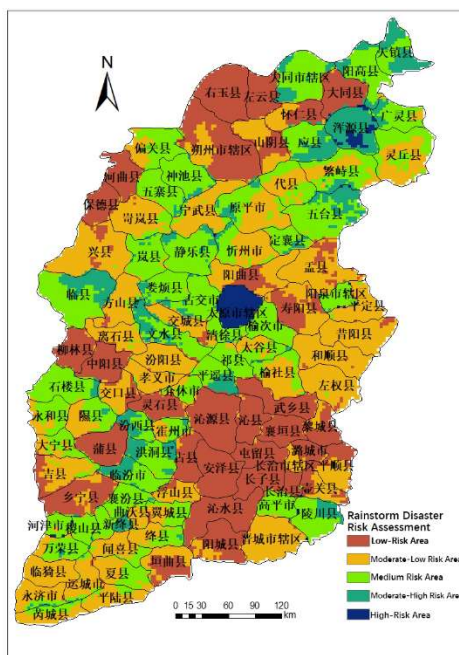 N
天镇县
阳高县
大同市辖区
右玉县
左云县
大同县
怀仁县
广灵县
浑源县
山阴县
应县
朔州市辖区
灵丘县
偏关县
繁峙县
神池县
代县
河曲县
五寨县
五台县
保德县
宁武县
原平市
岢岚县
定襄县
兴县
静乐县
忻州市
岚县
阳曲县
盂县
临县
娄烦县
阳泉市辖区
方山县
古交市
平定县
太原市辖区
寿阳县
交城县
离石县
文水县
清徐县
榆次市
昔阳县
柳林县
太谷县
汾阳县
和顺县
中阳县
祁县
孝义市
榆社县
平遥县
左权县
石楼县
介休市
交口县
灵石县
武乡县
永和县
隰县
沁源县
沁县
黎城县
汾西县
襄垣县
霍州市
大宁县
潞城市
蒲县
洪洞县
屯留县
古县
安泽县
长治市辖区
平顺县
吉县
临汾市
长子县
壶关县
长治县
乡宁县
浮山县
襄汾县
沁水县
高平市
曲沃县
翼城县
陵川县
河津市
稷山县
新绛县
绛县
万荣县
阳城县
晋城市辖区
闻喜县
垣曲县
临猗县
夏县
运城市
永济市
平陆县
芮城县
Rainstorm Disaster
Risk Assessment
Low-Risk Area
Moderate-Low Risk Area
Medium Risk Area
Moderate-High Risk Area
High-Risk Area
0 15 30 60 90 120
km